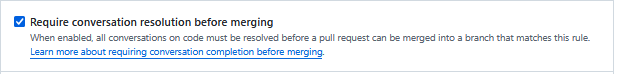 Require conversation resolution before merging
When enabled, all conversations on code must be resolved before a pull request can be merged into a branch that matches this rule.
Learn more about requiring conversation completion before merging.